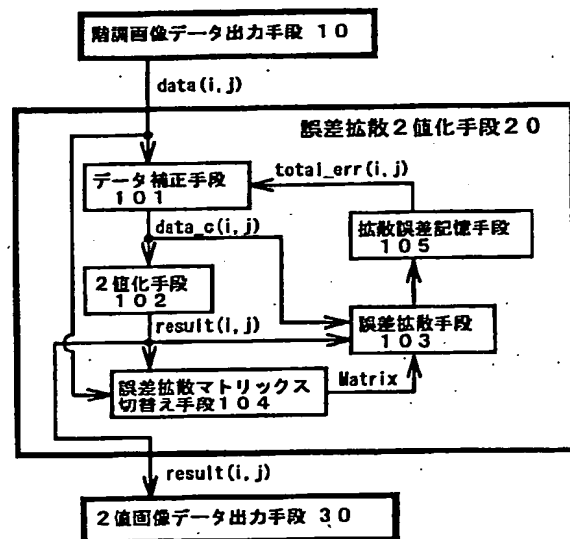 階調画像データ出力手段 10
data(i,j)
誤差拡散2値化手段20
total_err(i,j)
データ補正手段
101
data_c(i,j)
拡散誤差記憶手段
105
2値化手段
102
result(i,j)
誤差拡散手段
103
Matrix
誤差拡散マトリックス
切替え手段104
result(i,j)
2値画像データ出力手段 30